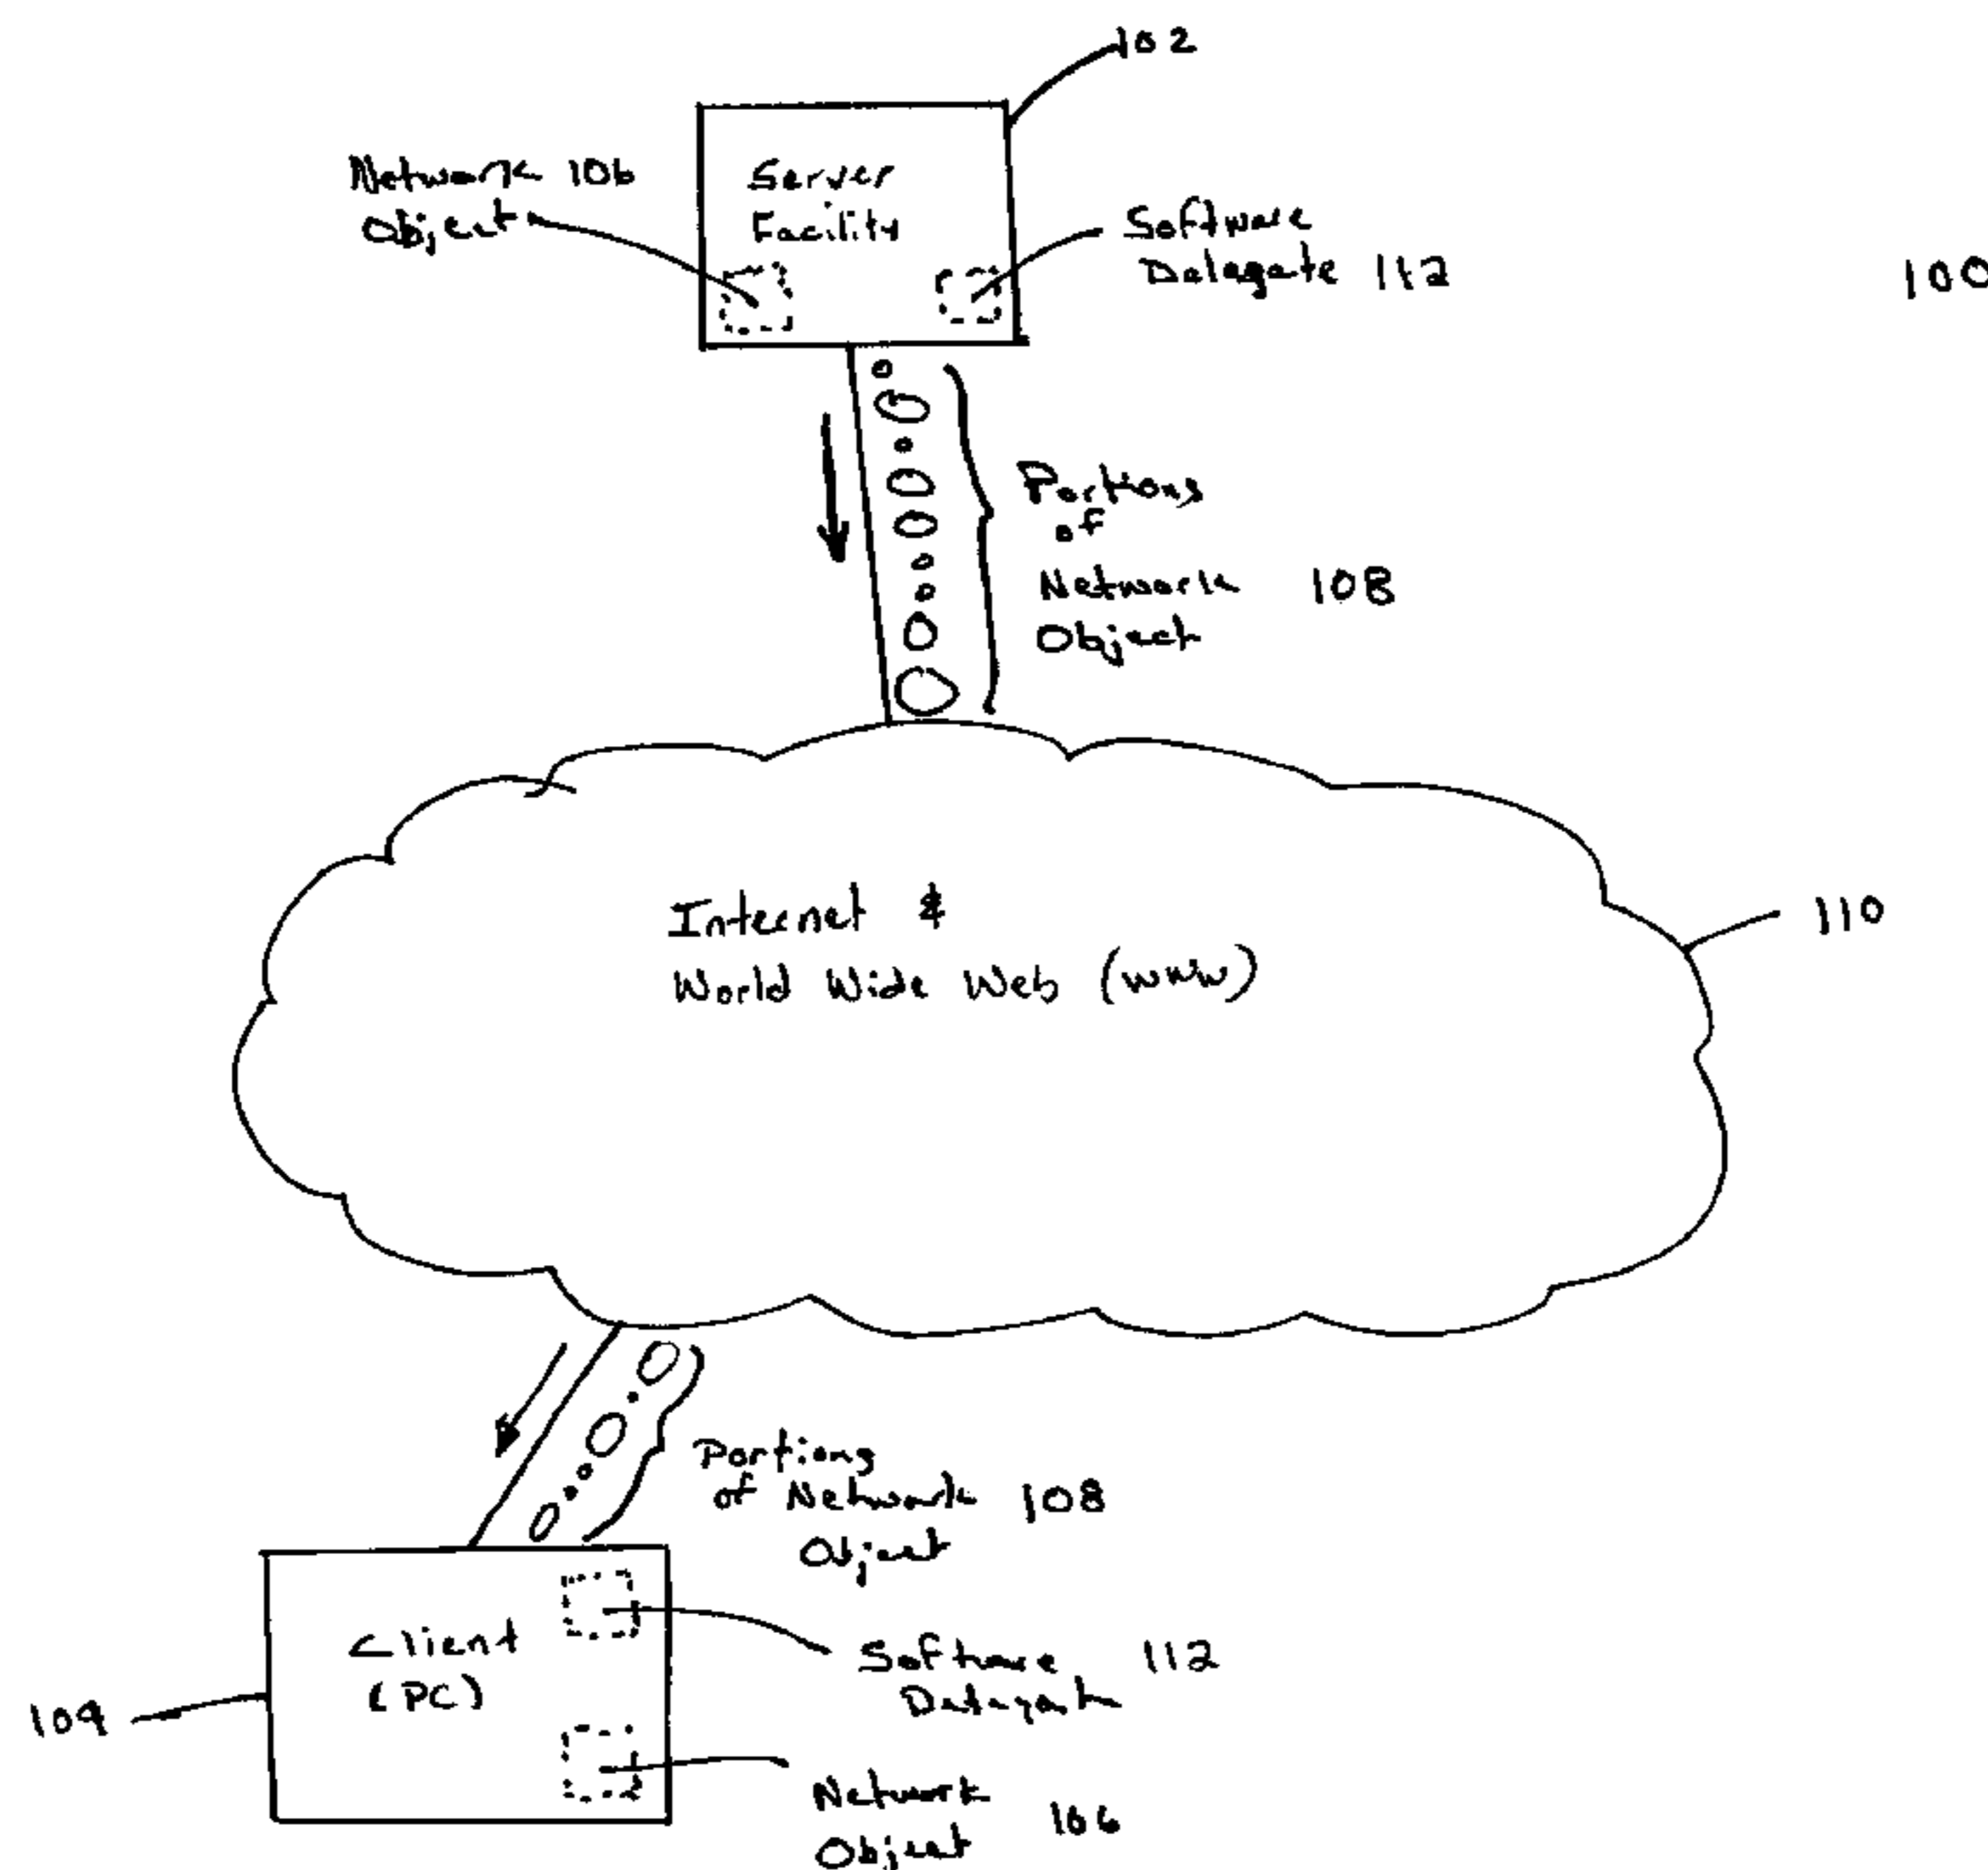 102
Network 106
Object
Server
Facility
Software
Delegate 112
100
Portions
of
Network 108
Object
Internet &
World Wide Web (WWW)
110
Portions
of Network 108
Object
Client
(PC)
104
Software 112
Delegate
Network
Object 106